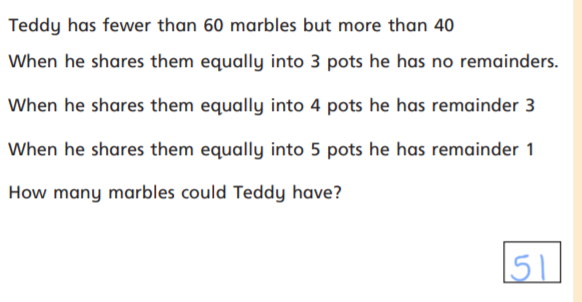 Teddy has fewer than 60 marbles but more than 40
When he shares them equally into 3 pots he has no remainders.
When he shares them equally into 4 pots he has remainder 3
When he shares them equally into 5 pots he has remainder 1
How many marbles could Teddy have?
51